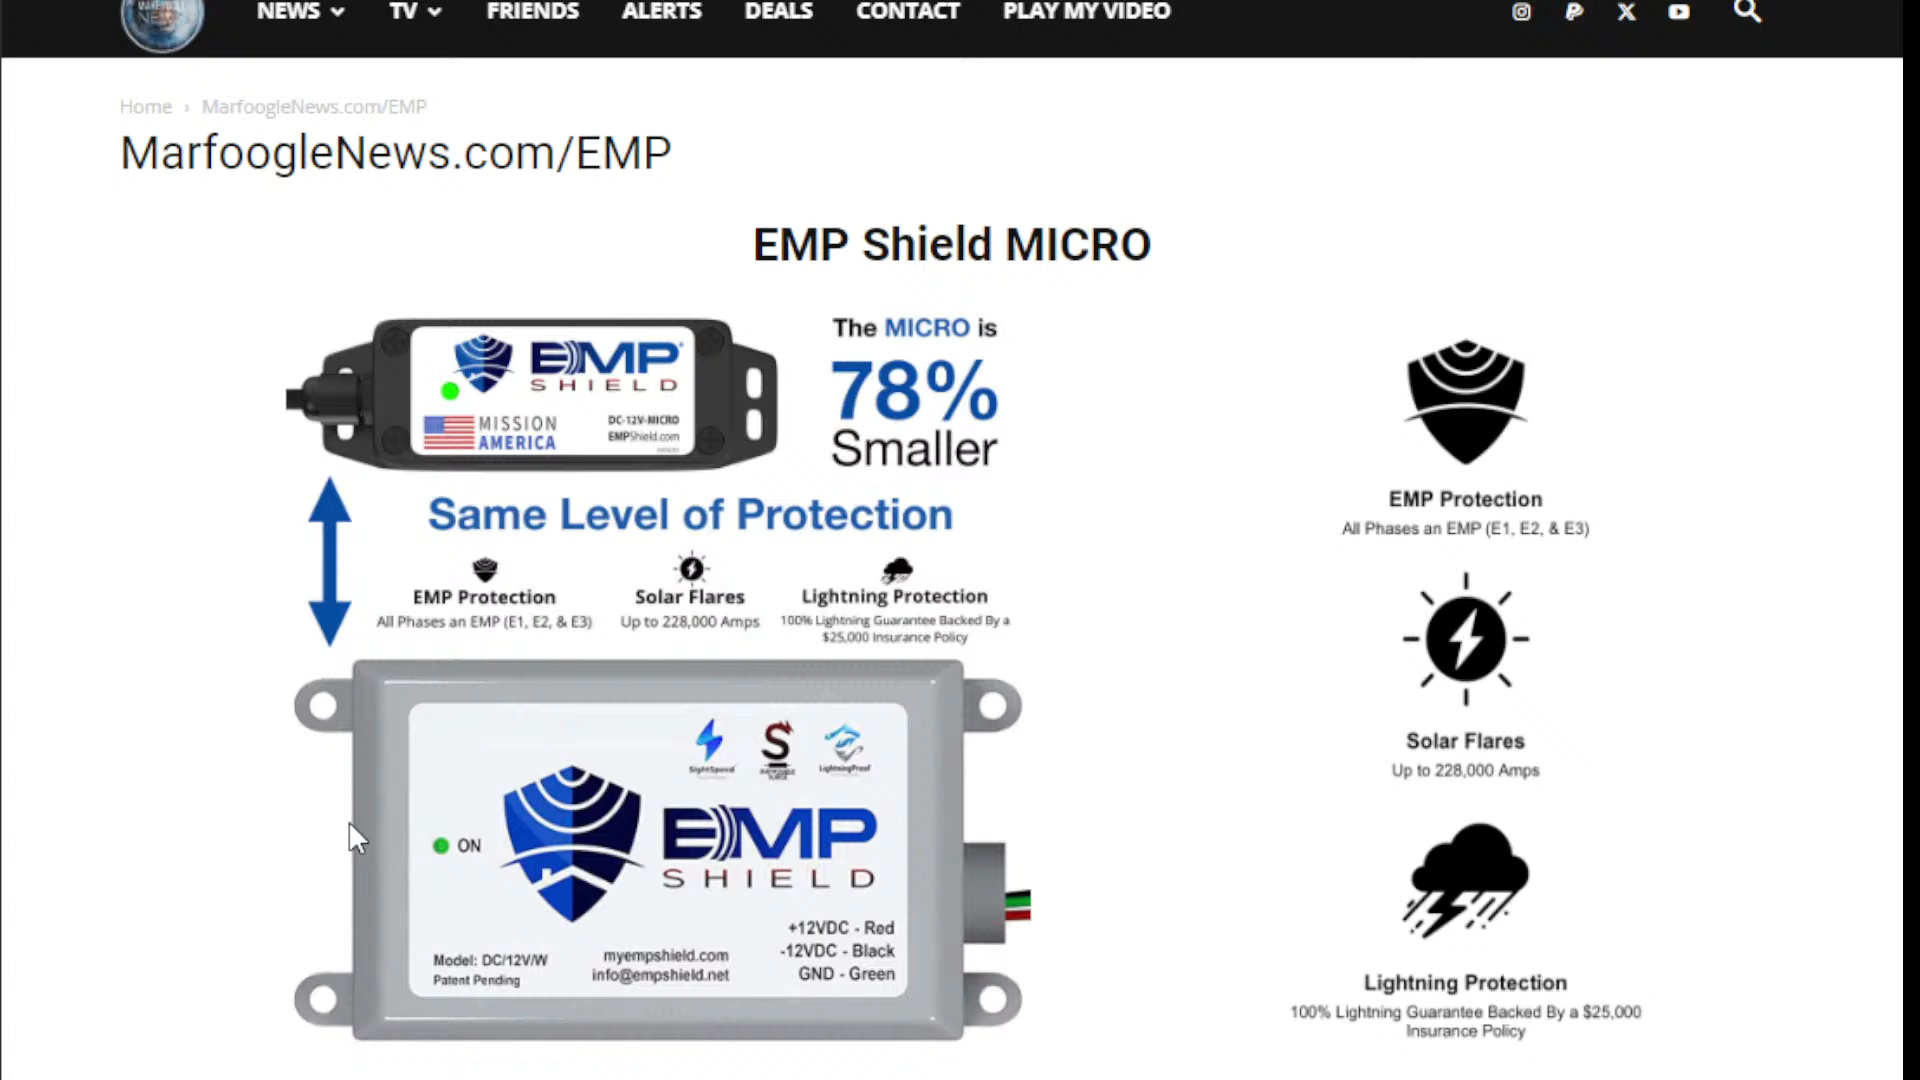 NEWS
TV
FRIENDS
ALERTS
DEALS
CONTACT
PLAY MY VIDEO
Home › MarfoogleNews.com/EMP
MarfoogleNews.com/EMP
EMP Shield MICRO
EMP
SHIELD
MISSION
AMERICA
DC-12V-MICRO
EMPShield.com
The MICRO is
78%
Smaller
Same Level of Protection
EMP Protection
All Phases an EMP (E1, E2, & E3)
Solar Flares
Up to 228,000 Amps
Lightning Protection
100% Lightning Guarantee Backed By a
$25,000 Insurance Policy
SightSpeed
LightningProof
ON
EMP
SHIELD
+12VDC - Red
-12VDC - Black
GND - Green
Model: DC/12V/W
Patent Pending
myempshield.com
info@empshield.net
EMP Protection
All Phases an EMP (E1, E2, & E3)
Solar Flares
Up to 228,000 Amps
Lightning Protection
100% Lightning Guarantee Backed By a $25,000
Insurance Policy